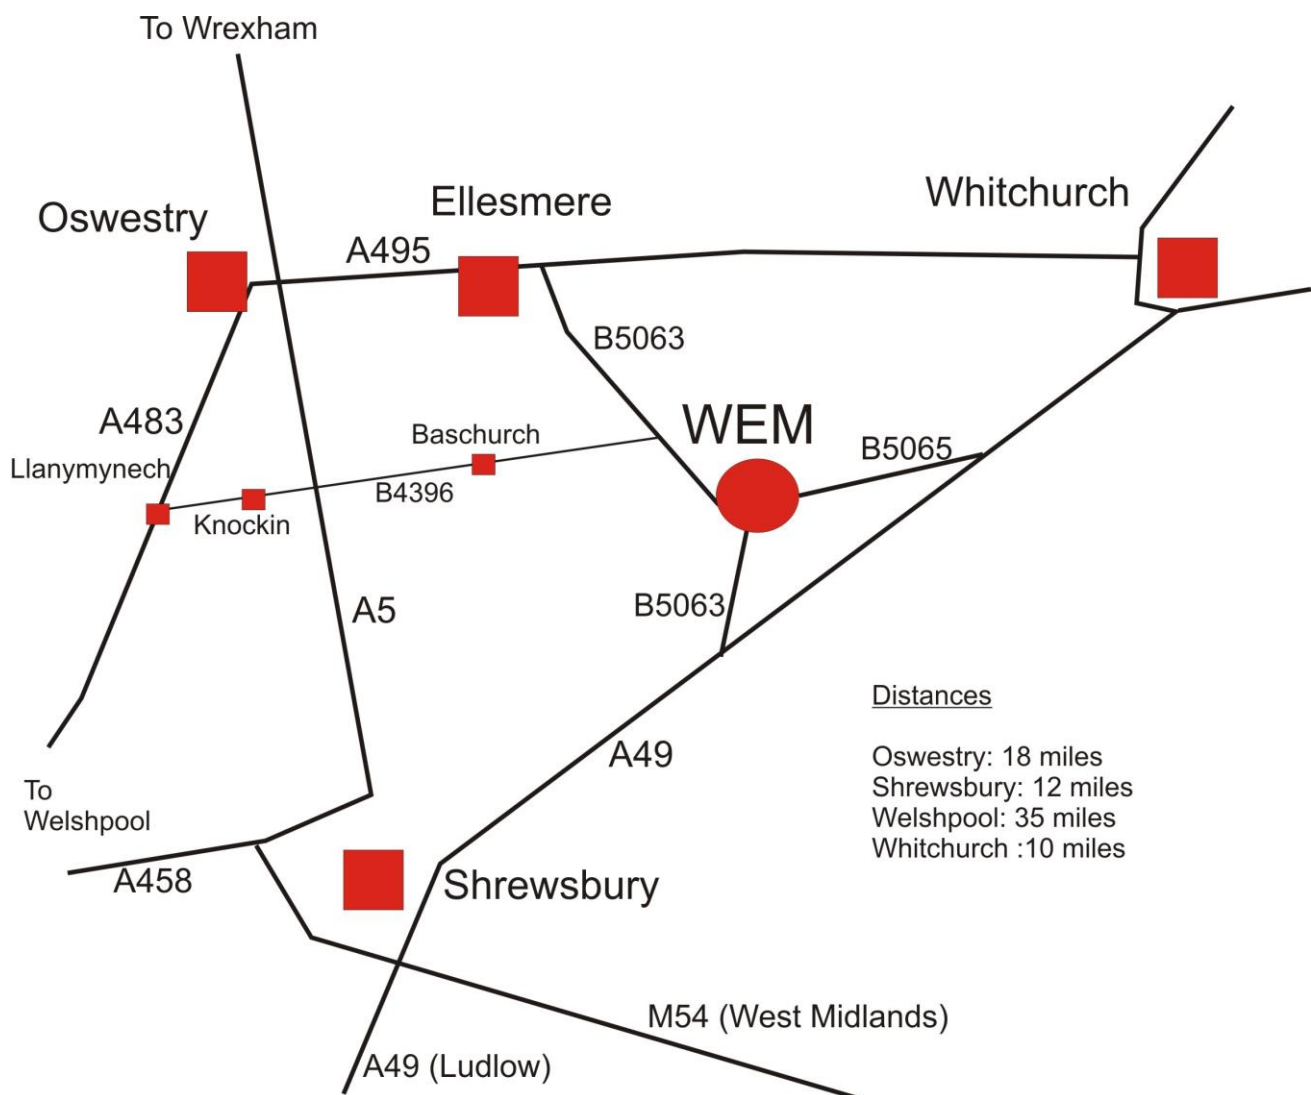 To Wrexham
Whitchurch
Ellesmere
Oswestry
A495
B5063
WEM
A483
Baschurch
B5065
Llanymynech
B4396
Knockin
A5
B5063
Distances
A49
Oswestry: 18 miles
Shrewsbury: 12 miles
Welshpool: 35 miles
Whitchurch :10 miles
To
Welshpool
A458
Shrewsbury
M54 (West Midlands)
A49 (Ludlow)